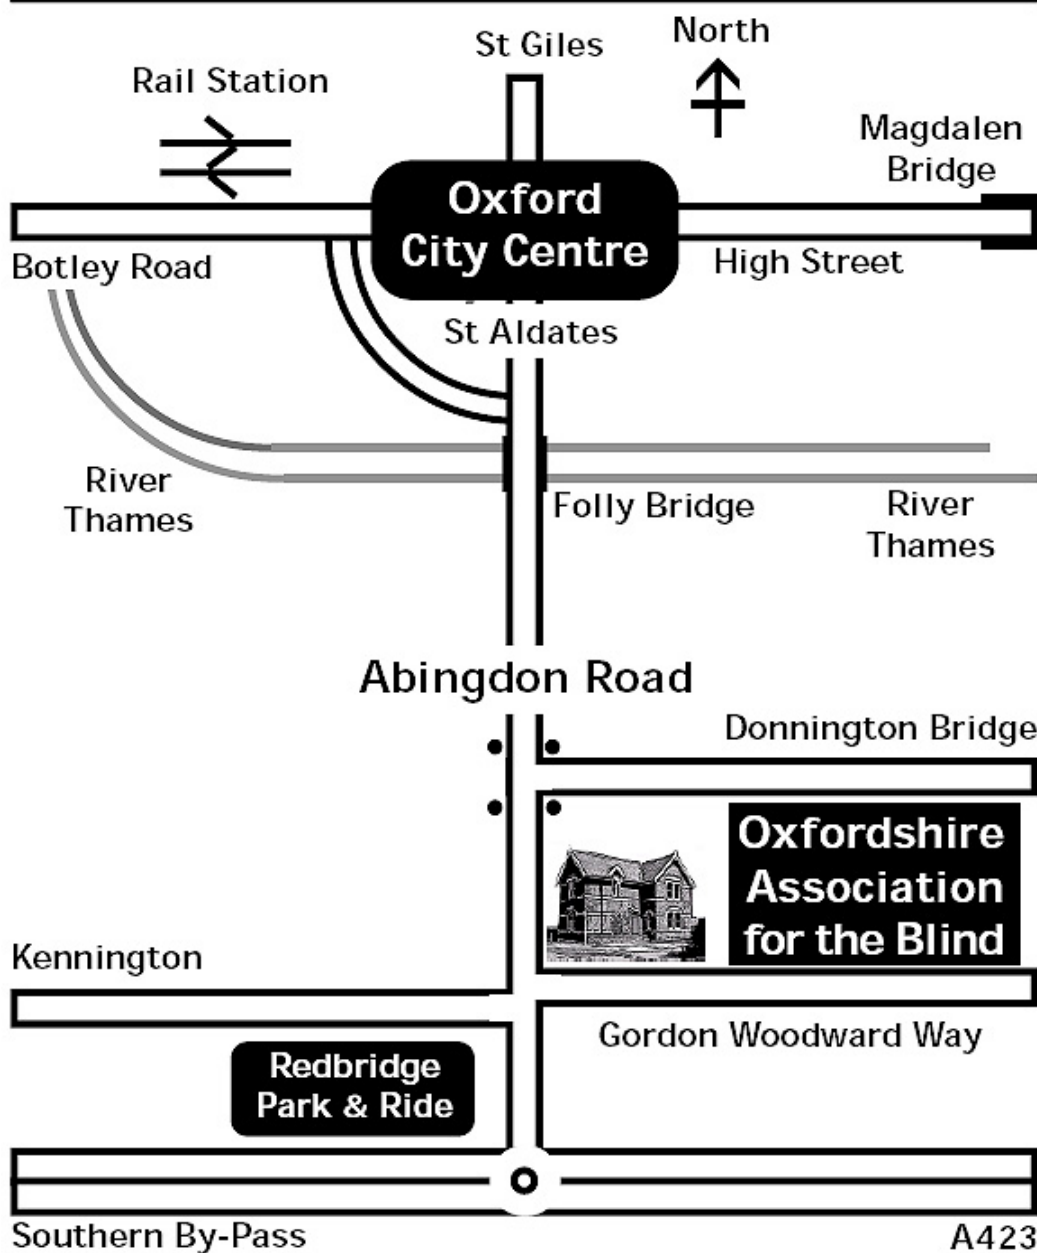 St Giles
North
Rail Station
Magdalen
Bridge
Oxford
City Centre
Botley Road
High Street
St Aldates
River
Thames
Folly Bridge
River
Thames
Abingdon Road
Donnington Bridge
Oxfordshire
Association
for the Blind
Kennington
Gordon Woodward Way
Redbridge
Park & Ride
Southern By-Pass
A423